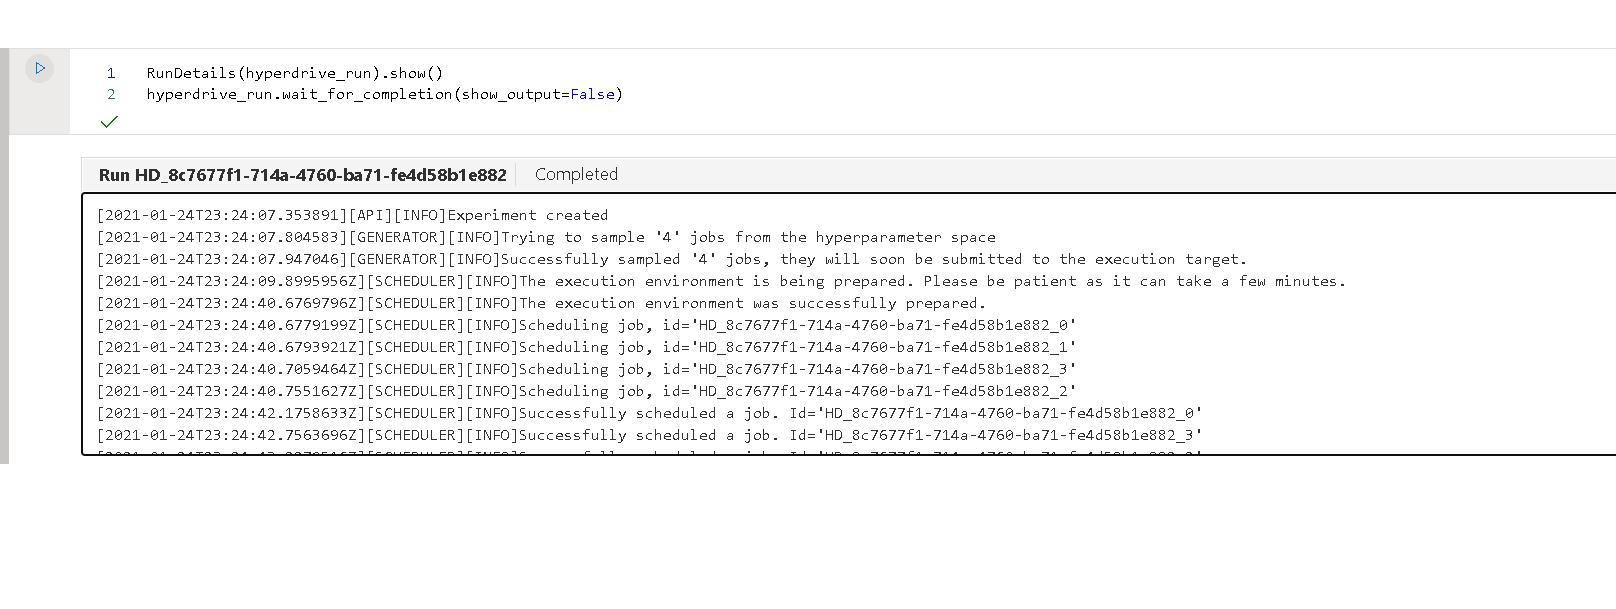 1 RunDetails(hyperdrive_run).show()
2 hyperdrive_run.wait_for_completion(show_output=False)
Run HD_8c7677f1-714a-4760-ba71-fe4d58b1e882 Completed
[2021-01-24T23:24:07.353891][API][INFO]Experiment created
[2021-01-24T23:24:07.804583][GENERATOR][INFO]Trying to sample '4' jobs from the hyperparameter space
[2021-01-24T23:24:07.947046][GENERATOR][INFO]Successfully sampled '4' jobs, they will soon be submitted to the execution target.
[2021-01-24T23:24:09.8995956Z][SCHEDULER][INFO]The execution environment is being prepared. Please be patient as it can take a few minutes.
[2021-01-24T23:24:40.6769796Z][SCHEDULER][INFO]The execution environment was successfully prepared.
[2021-01-24T23:24:40.6779199Z][SCHEDULER][INFO]Scheduling job, id='HD_8c7677f1-714a-4760-ba71-fe4d58b1e882_0'
[2021-01-24T23:24:40.6793921Z][SCHEDULER][INFO]Scheduling job, id='HD_8c7677f1-714a-4760-ba71-fe4d58b1e882_1'
[2021-01-24T23:24:40.7059464Z][SCHEDULER][INFO]Scheduling job, id='HD_8c7677f1-714a-4760-ba71-fe4d58b1e882_3'
[2021-01-24T23:24:40.7551627Z][SCHEDULER][INFO]Scheduling job, id='HD_8c7677f1-714a-4760-ba71-fe4d58b1e882_2'
[2021-01-24T23:24:42.1758633Z][SCHEDULER][INFO]Successfully scheduled a job. Id='HD_8c7677f1-714a-4760-ba71-fe4d58b1e882_0'
[2021-01-24T23:24:42.7563696Z][SCHEDULER][INFO]Successfully scheduled a job. Id='HD_8c7677f1-714a-4760-ba71-fe4d58b1e882_3'